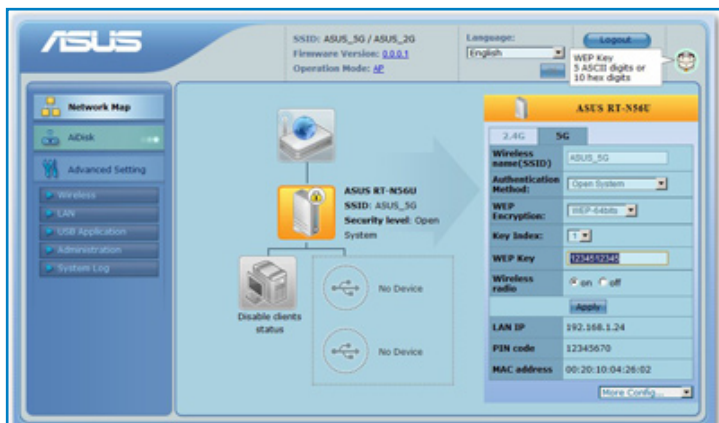 ASUS
SSID: ASUS_5G / ASUS_2G
Firmware Version: 0.0.0.1
Operation Mode: AP
Language:
English
Logout
WEP Key
5 ASCII digits or
10 hex digits
Network Map
AiDisk
Advanced Setting
Wireless
LAN
USB Application
Administration
System Log
ASUS RT-N56U
SSID: ASUS_5G
Security level: Open
System
Disable clients
status
No Device
No Device
ASUS RT-N56U
2.4G 5G
Wireless
name(SSID) ASUS_5G
Authentication
Method: Open System
WEP
Encryption: WEP-64bits
Key Index: 1
WEP Key 1234512345
Wireless
radio on off
Apply
LAN IP 192.168.1.24
PIN code 12345670
MAC address 00:20:10:04:26:02
More Config...